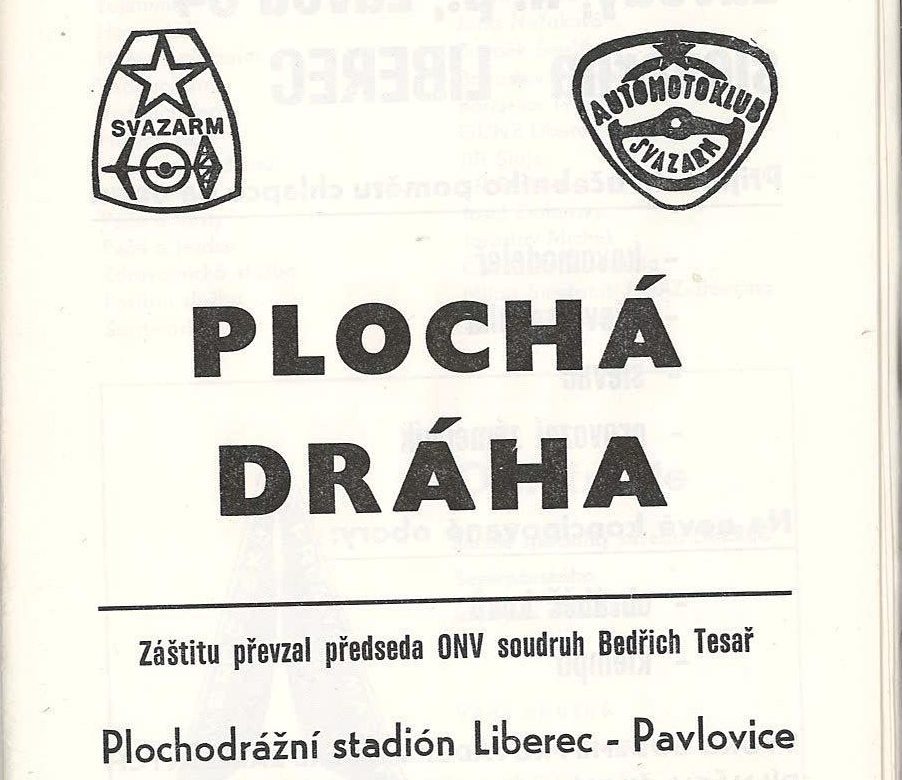 SVAZARM
AUTOMOTOKLUB
SVAZARM
PLOCHÁ
DRÁHA
Záštitu převzal předseda ONV soudruh Bedřich Tesař
Plochodrážní stadión Liberec - Pavlovice